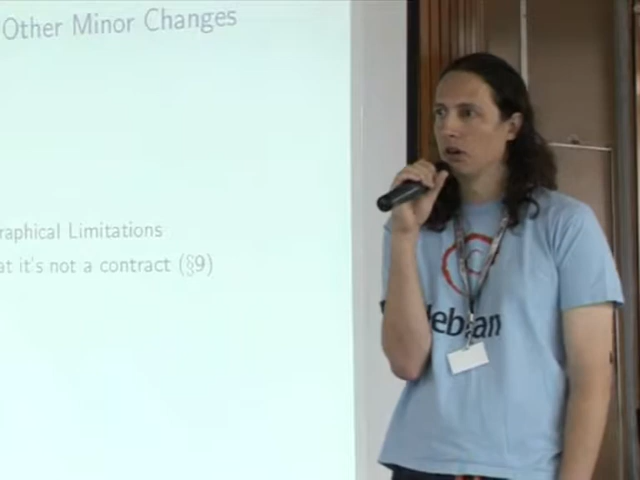 Other Minor Changes
raphical Limitations
at it's not a contract (§9)
debian